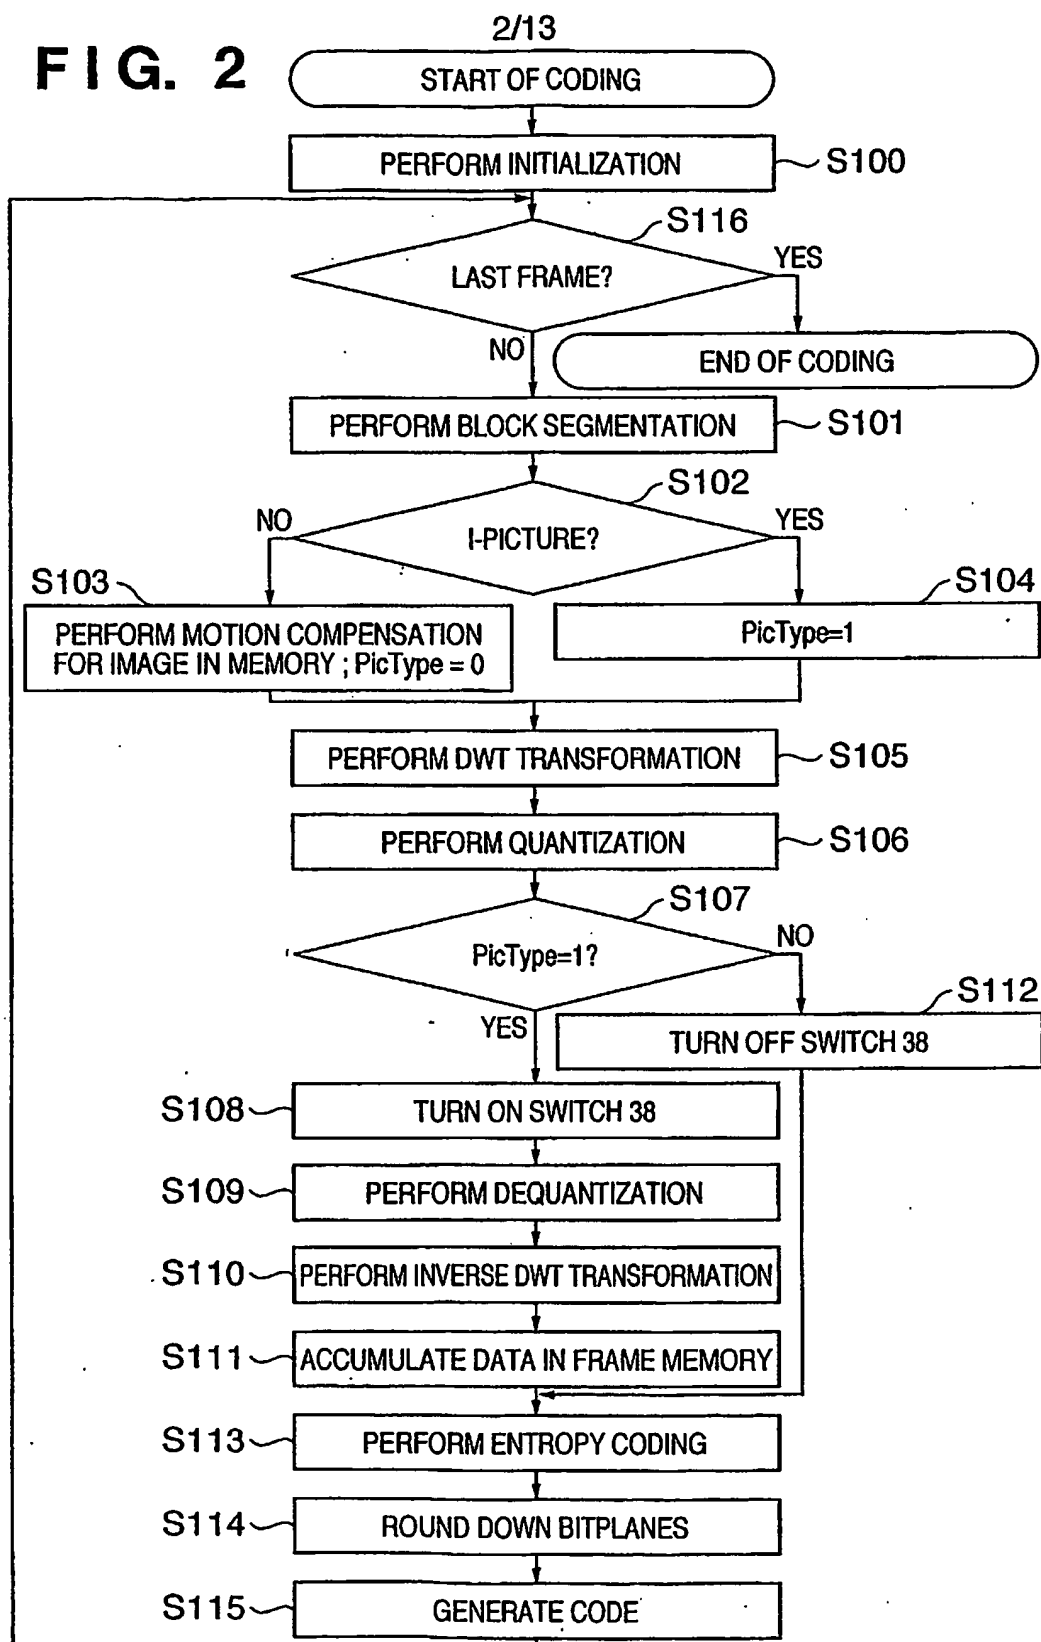 2/13
FIG. 2
START OF CODING
PERFORM INITIALIZATION
S100
S116
LAST FRAME?
YES
NO
END OF CODING
PERFORM BLOCK SEGMENTATION
S101
S102
NO
I-PICTURE?
YES
S103
S104
PERFORM MOTION COMPENSATION
FOR IMAGE IN MEMORY ; PicType = 0
PicType=1
PERFORM DWT TRANSFORMATION
S105
PERFORM QUANTIZATION
S106
S107
PicType=1?
NO
YES
S112
TURN OFF SWITCH 38
S108
TURN ON SWITCH 38
S109
PERFORM DEQUANTIZATION
S110
PERFORM INVERSE DWT TRANSFORMATION
S111
ACCUMULATE DATA IN FRAME MEMORY
S113
PERFORM ENTROPY CODING
S114
ROUND DOWN BITPLANES
S115
GENERATE CODE